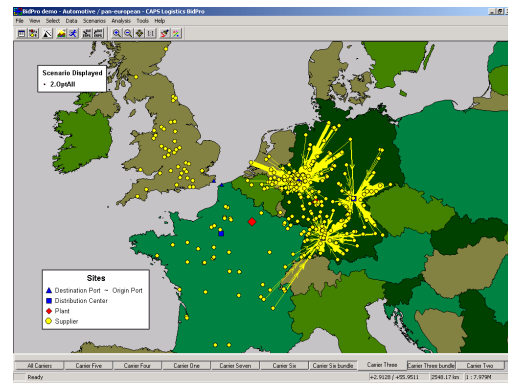 BidPro demo - Automotive / pan-european - CAPS Logistics BidPro
File View Select Data Scenarios Analysis Tools Help
Scenario Displayed
• 2.OptAll
Sites
Destination Port ~ Origin Port
Distribution Center
Plant
Supplier
All Carriers Carrier Five Carrier Four Carrier One Carrier Seven Carrier Six Carrier Six bundle Carrier Three Carrier Three bundle Carrier Two
Ready +2.9128 / +55.9511 2548.17 km 1 : 7.979M